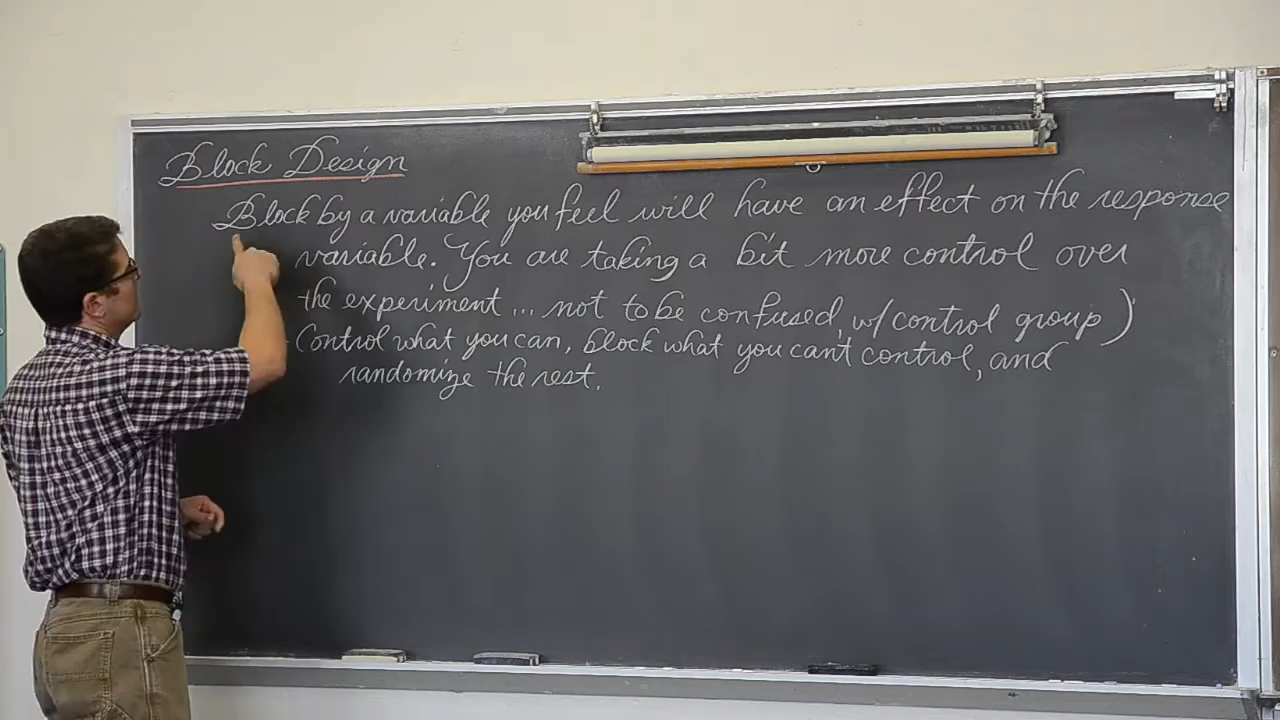 Block Design
Block by a variable you feel will have an effect on the response
variable. You are taking a bit more control over
the experiment... not to be confused w/control group)
Control what you can, block what you can't control, and
randomize the rest.